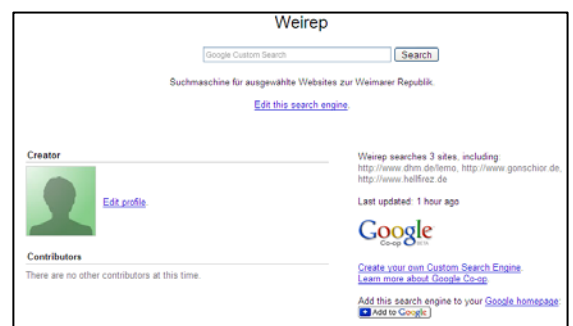 Weirep
Google Custom Search
Search
Suchmaschine für ausgewählte Websites zur Weimarer Republik.
Edit this search engine.
Creator
Edit profile.
Contributors
There are no other contributors at this time.
Weirep searches 3 sites, including:
http://www.dhm.de/lemo, http://www.gonschior.de,
http://www.hellfirez.de
Last updated: 1 hour ago
Google
Co-op BETA
Create your own Custom Search Engine.
Learn more about Google Co-op.
Add this search engine to your Google homepage:
Add to Google